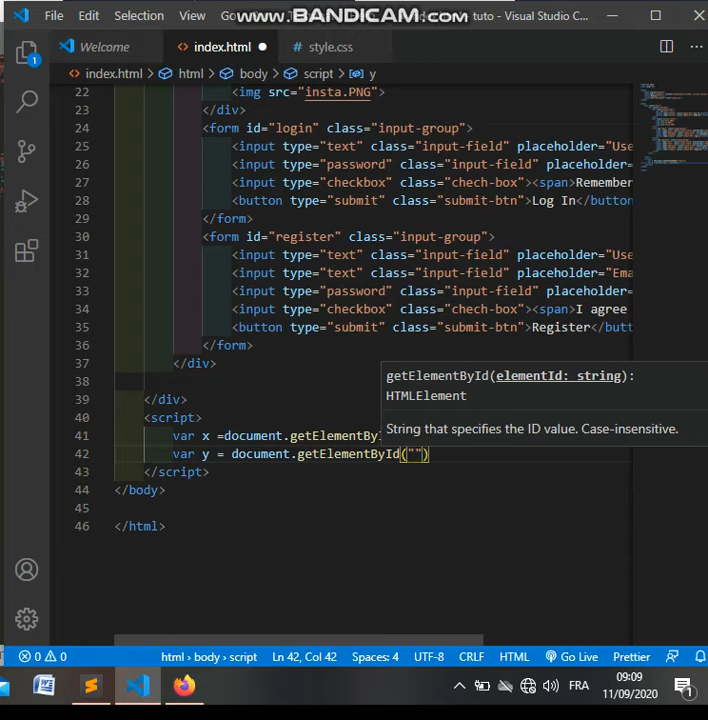 www.BANDICAM.com
File Edit Selection View Go tuto - Visual Studio C...
Welcome index.html style.css
index.html > html > body > script > y
22 <img src="insta.PNG">
23 </div>
24 <form id="login" class="input-group">
25 <input type="text" class="input-field" placeholder="Use
26 <input type="password" class="input-field" placeholder=
27 <input type="checkbox" class="chech-box"><span>Remember
28 <button type="submit" class="submit-btn">Log In</button
29 </form>
30 <form id="register" class="input-group">
31 <input type="text" class="input-field" placeholder="Use
32 <input type="text" class="input-field" placeholder="Ema
33 <input type="password" class="input-field" placeholder=
34 <input type="checkbox" class="chech-box"><span>I agree
35 <button type="submit" class="submit-btn">Register</butt
36 </form>
37 </div>
38
39 </div>
40 <script>
41 var x =document.getElementByI
42 var y = document.getElementById("")
43 </script>
44 </body>
45
46 </html>
getElementById(elementId: string):
HTMLElement
String that specifies the ID value. Case-insensitive.
1
0 0 html > body > script Ln 42, Col 42 Spaces: 4 UTF-8 CRLF HTML Go Live Prettier
FRA 09:09
11/09/2020 1